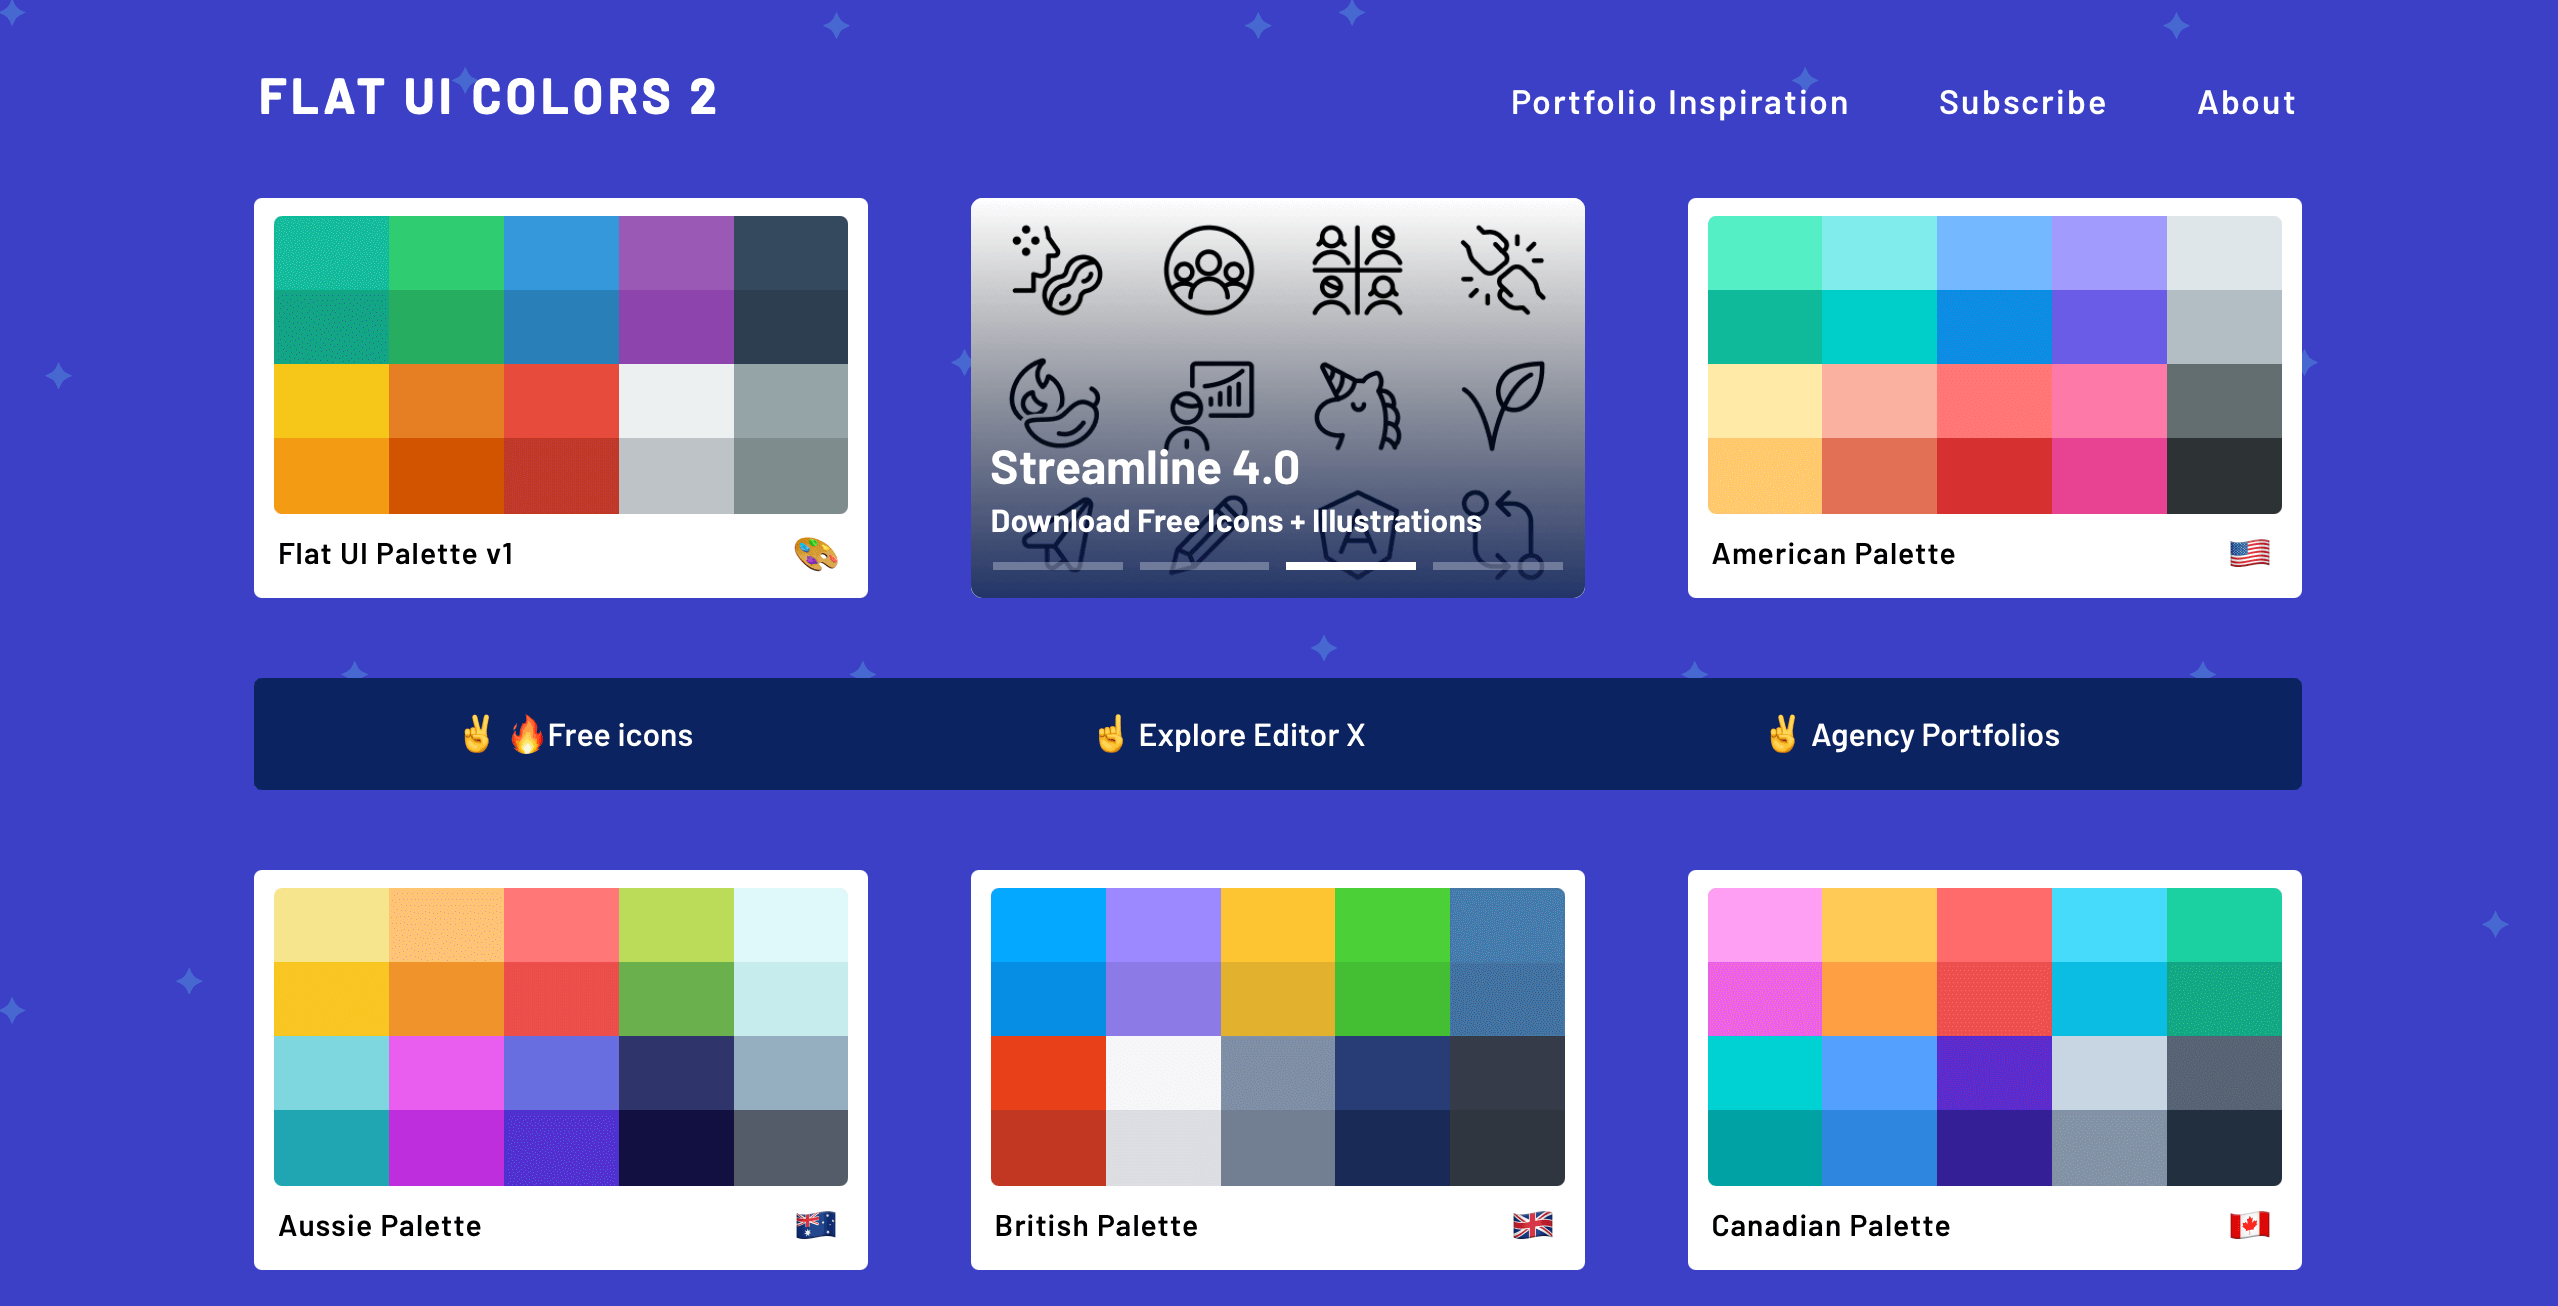 FLAT UI COLORS 2
Portfolio Inspiration
Subscribe
About
Flat UI Palette v1
Streamline 4.0
Download Free Icons + Illustrations
American Palette
Free icons
Explore Editor X
Agency Portfolios
Aussie Palette
British Palette
Canadian Palette